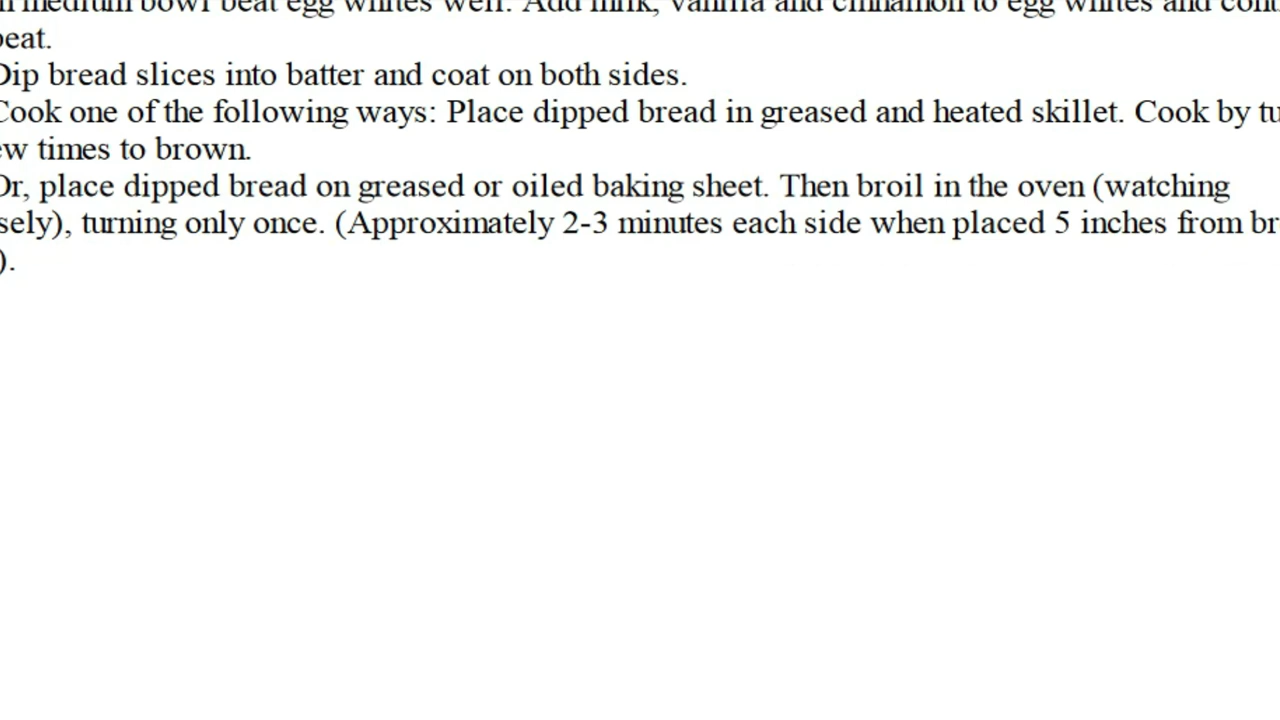 medium bowl beat egg whites well. Add milk, vanilla and cinnamon to egg whites and
beat.
Dip bread slices into batter and coat on both sides.
Cook one of the following ways: Place dipped bread in greased and heated skillet. Cook by
times to brown.
Or, place dipped bread on greased or oiled baking sheet. Then broil in the oven (watching
sely), turning only once. (Approximately 2-3 minutes each side when placed 5 inches from
).